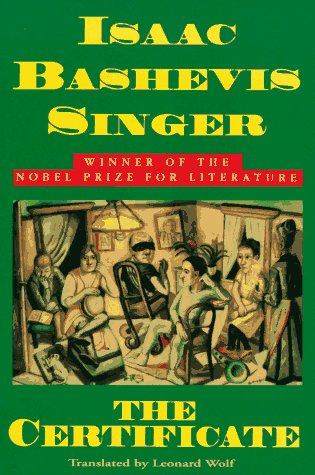 ISAAC
BASHEVIS
SINGER
WINNER OF THE
NOBEL PRIZE FOR LITERATURE
THE
CERTIFICATE
Translated by Leonard Wolf